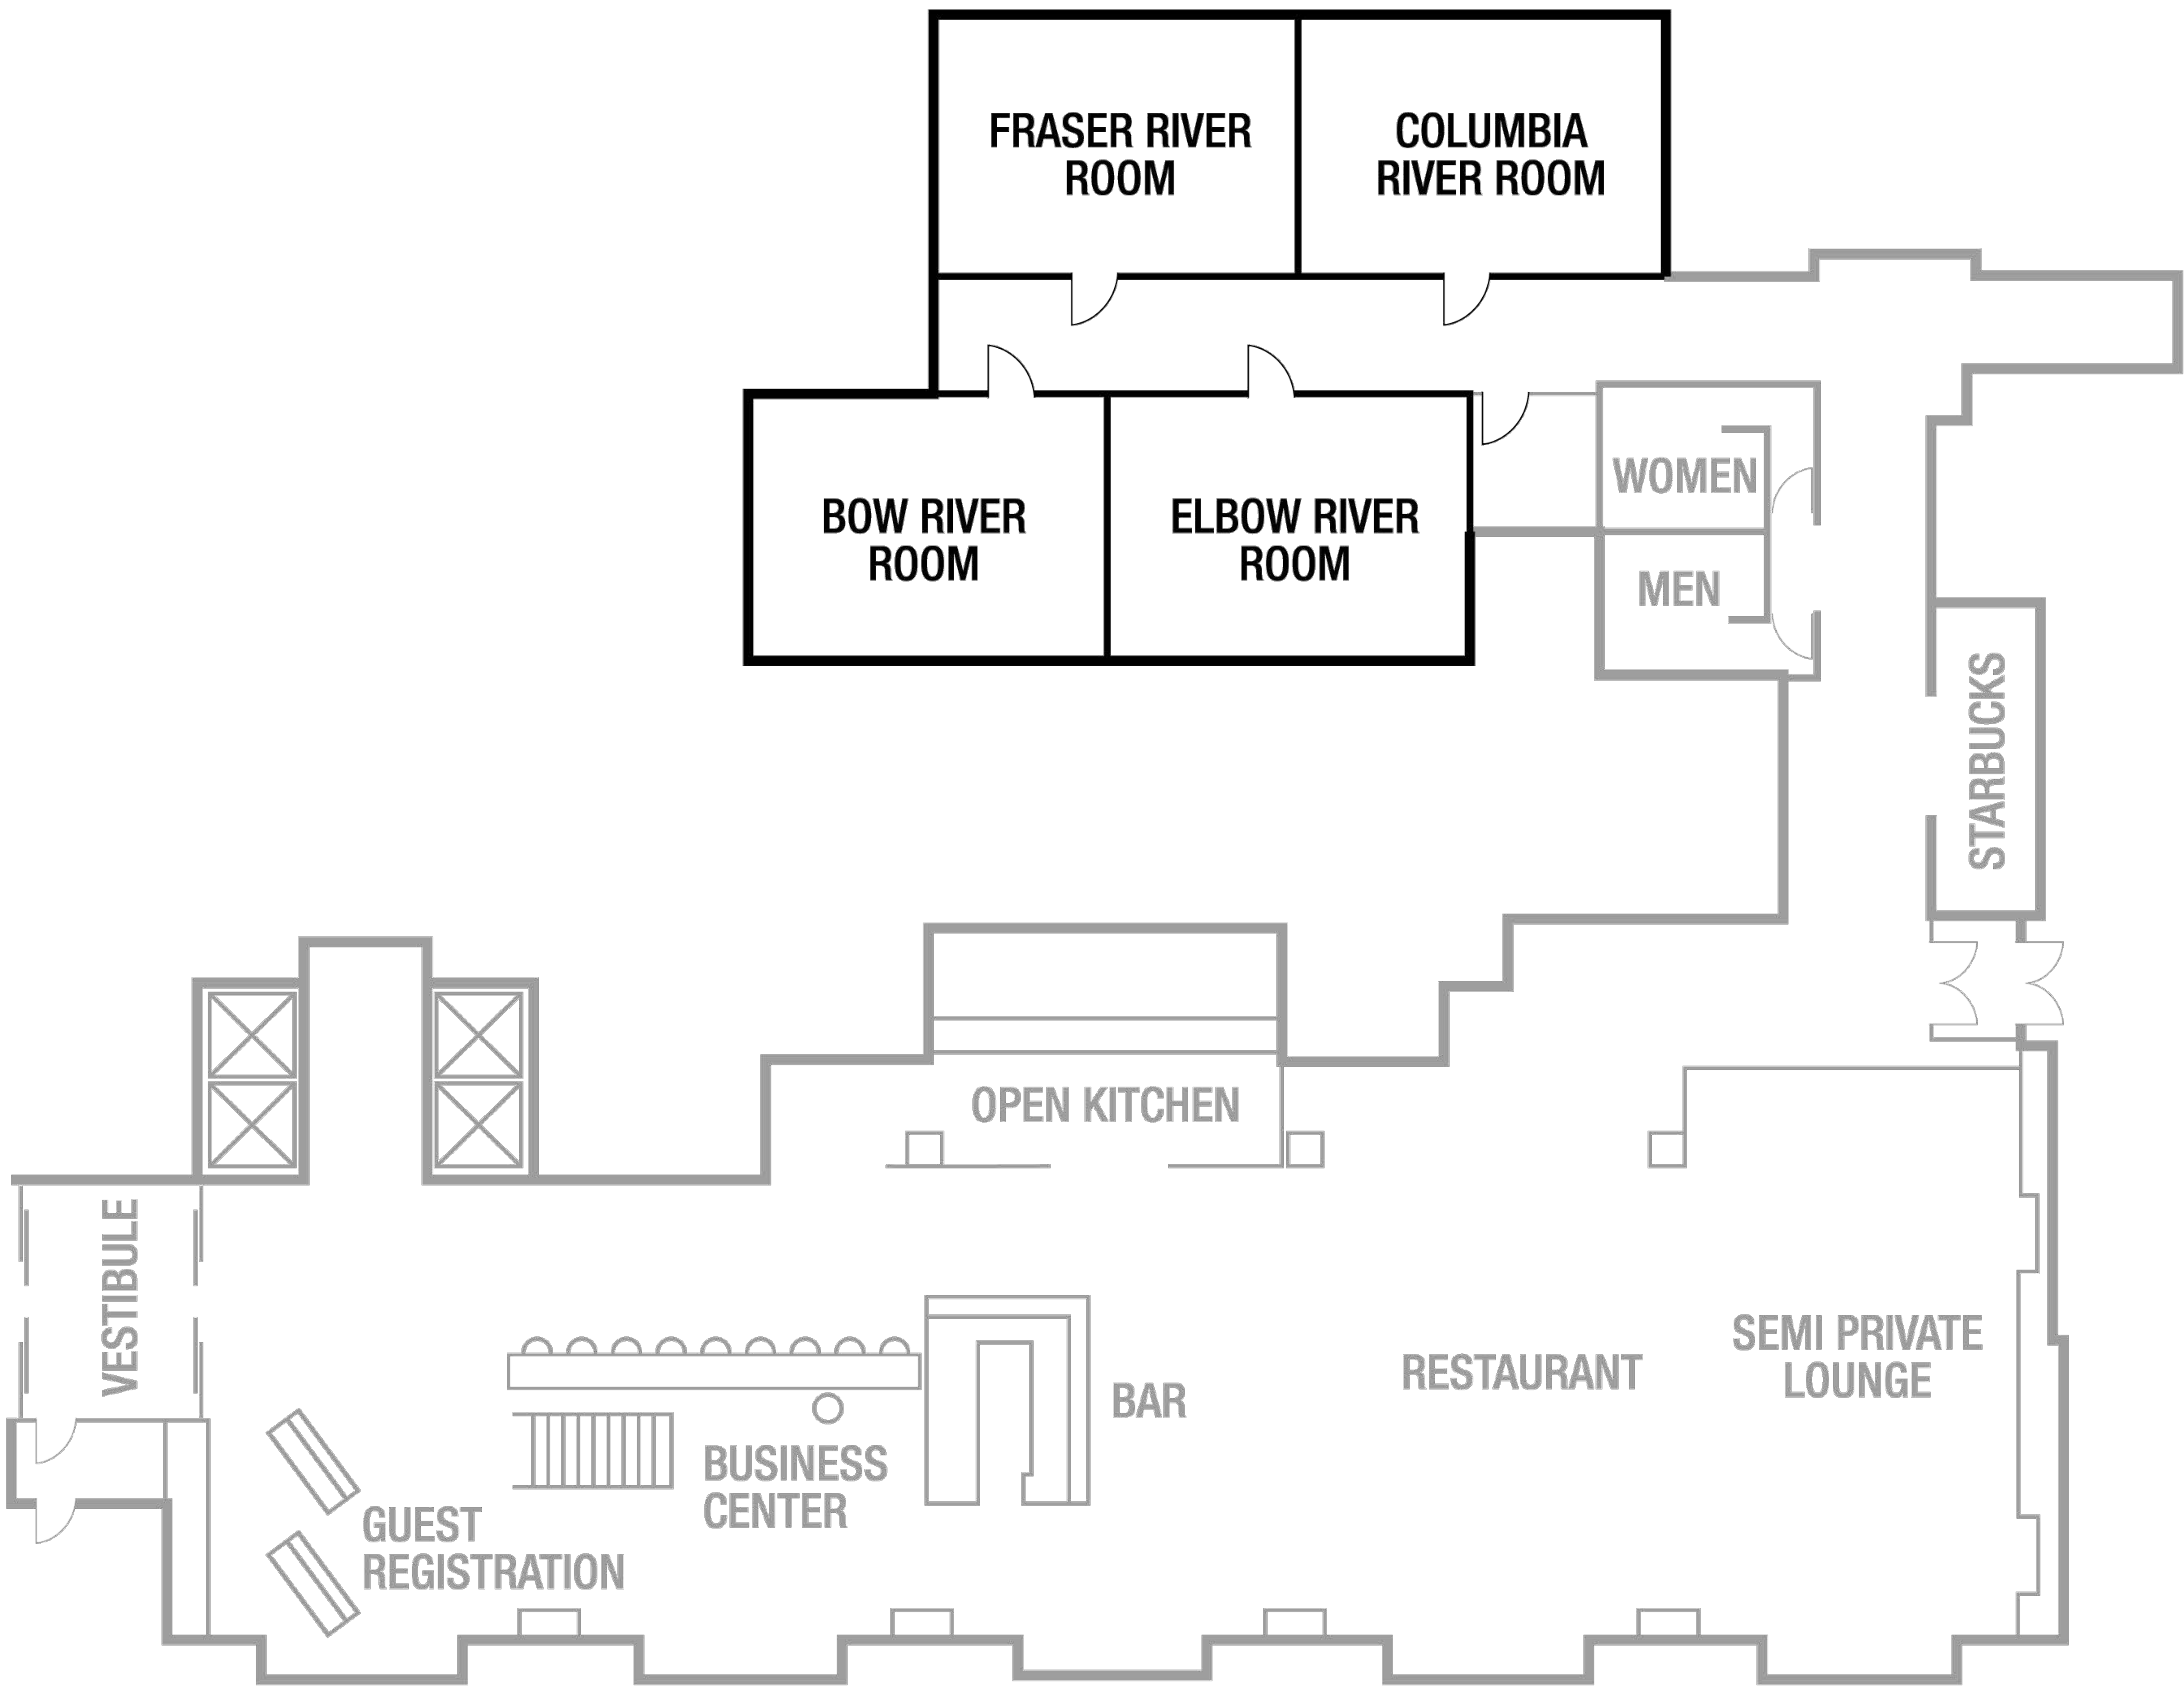 FRASER RIVER
ROOM
COLUMBIA
RIVER ROOM
BOW RIVER
ROOM
ELBOW RIVER
ROOM
WOMEN
MEN
STARBUCKS
OPEN KITCHEN
VESTIBULE
SEMI PRIVATE
LOUNGE
RESTAURANT
BAR
BUSINESS
CENTER
GUEST
REGISTRATION